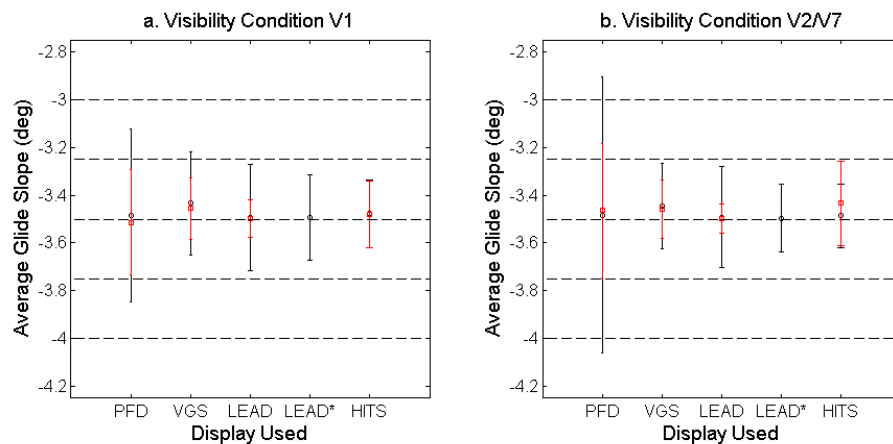 a. Visibility Condition V1
Average Glide Slope (deg)
-2.8
-3
-3.2
-3.4
-3.6
-3.8
-4
-4.2
PFD VGS LEAD LEAD* HITS
Display Used
b. Visibility Condition V2/V7
Average Glide Slope (deg)
-2.8
-3
-3.2
-3.4
-3.6
-3.8
-4
-4.2
PFD VGS LEAD LEAD* HITS
Display Used